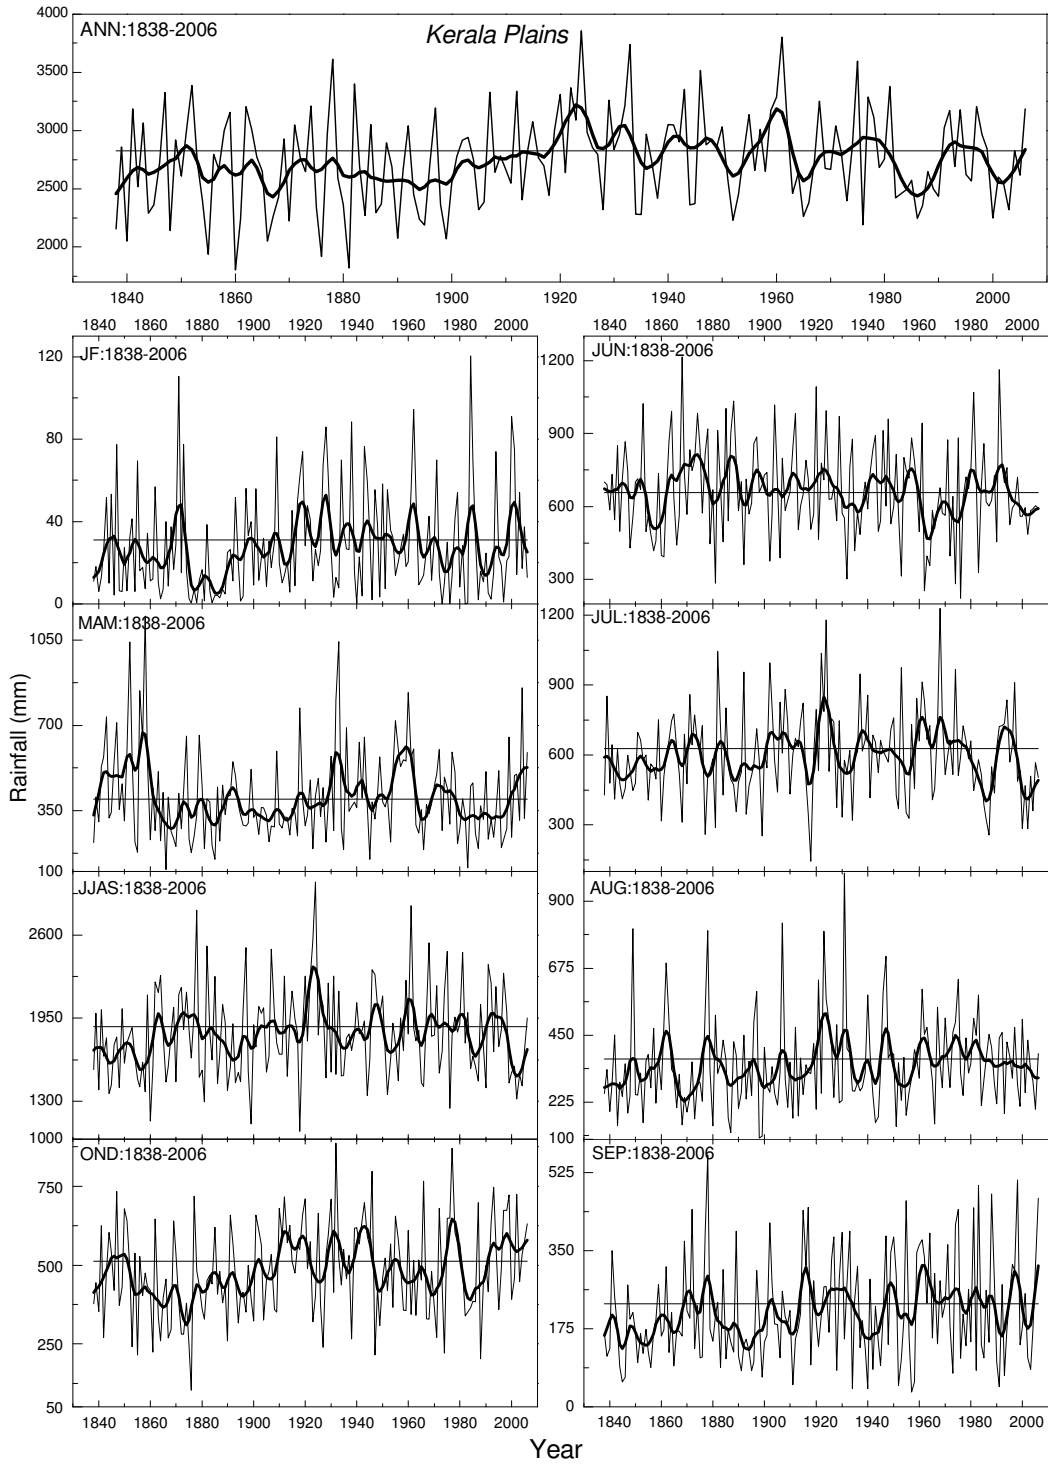 ANN:1838-2006
Kerala Plains
4000
3500
3000
2500
2000
1840 1860 1880 1900 1920 1940 1960 1980 2000
1840 1860 1880 1900 1920 1940 1960 1980 2000
1840 1860 1880 1900 1920 1940 1960 1980 2000
JF:1838-2006
120
80
40
0
JUN:1838-2006
1200
900
600
300
MAM:1838-2006
1050
700
350
100
JUL:1838-2006
1200
900
600
300
JJAS:1838-2006
2600
1950
1300
1000
AUG:1838-2006
900
675
450
225
100
OND:1838-2006
750
500
250
50
SEP:1838-2006
525
350
175
0
1840 1860 1880 1900 1920 1940 1960 1980 2000
1840 1860 1880 1900 1920 1940 1960 1980 2000
Rainfall (mm)
Year